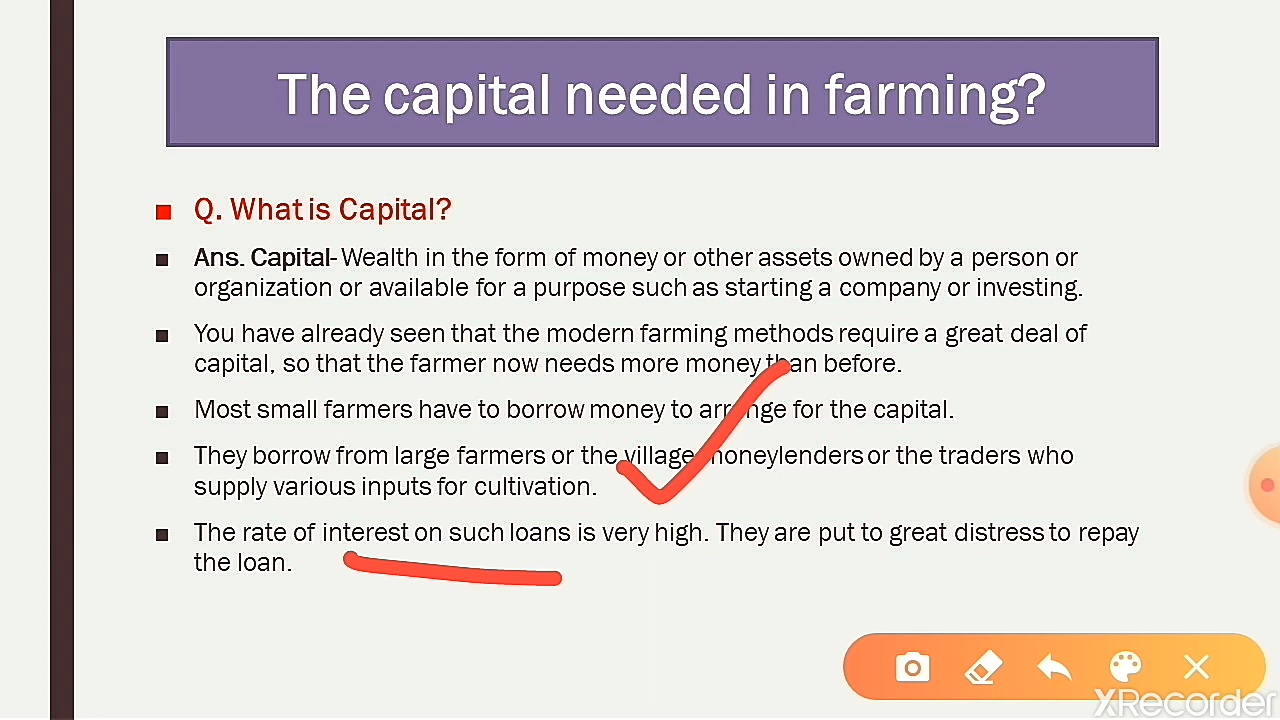 The capital needed in farming?
Q. What is Capital?
Ans. Capital- Wealth in the form of money or other assets owned by a person or
organization or available for a purpose such as starting a company or investing.
You have already seen that the modern farming methods require a great deal of
capital, so that the farmer now needs more money than before.
Most small farmers have to borrow money to arrange for the capital.
They borrow from large farmers or the village moneylenders or the traders who
supply various inputs for cultivation.
The rate of interest on such loans is very high. They are put to great distress to repay
the loan.
XRecorder